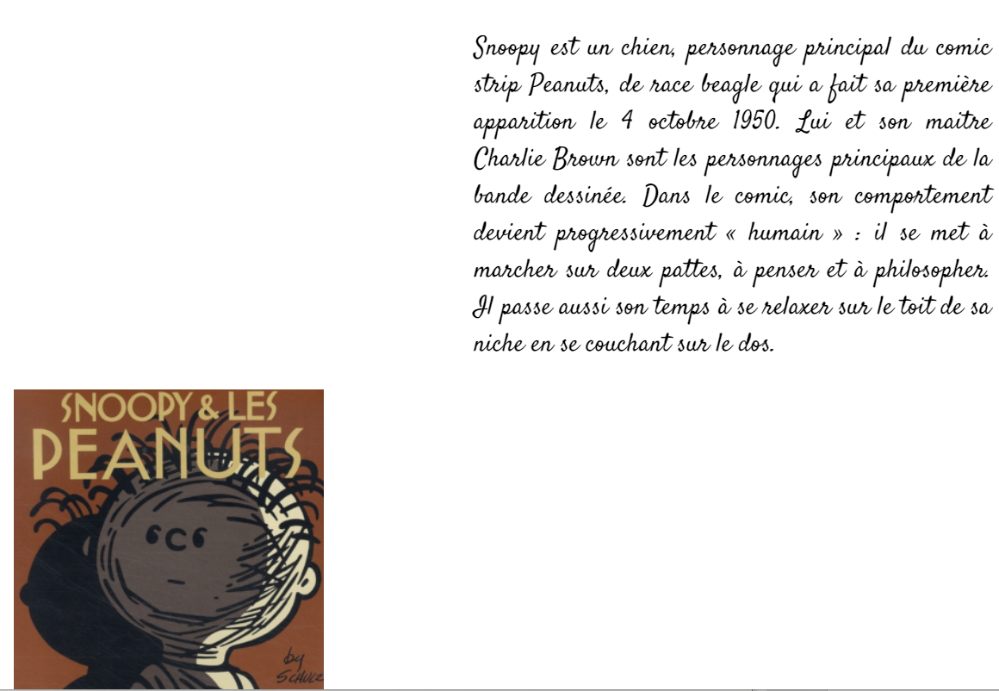 Snoopy est un chien, personnage principal du comic
strip Peanuts, de race beagle qui a fait sa première
apparition le 4 octobre 1950. Lui et son maitre
Charlie Brown sont les personnages principaux de la
bande dessinée. Dans le comic, son comportement
devient progressivement « humain » : il se met à
marcher sur deux pattes, à penser et à philosopher.
Il passe aussi son temps à se relaxer sur le toit de sa
niche en se couchant sur le dos.
SNOOPY & LES
PEANUTS
by
SCHULZ